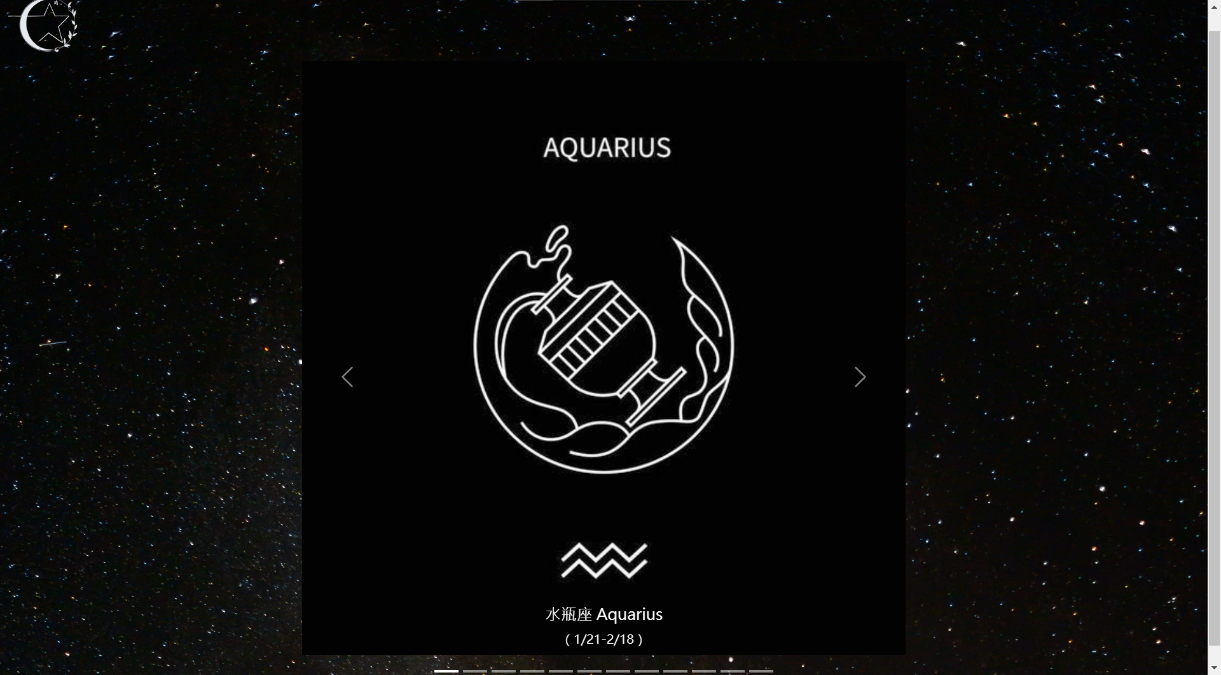 AQUARIUS
水瓶座 Aquarius
( 1/21-2/18 )